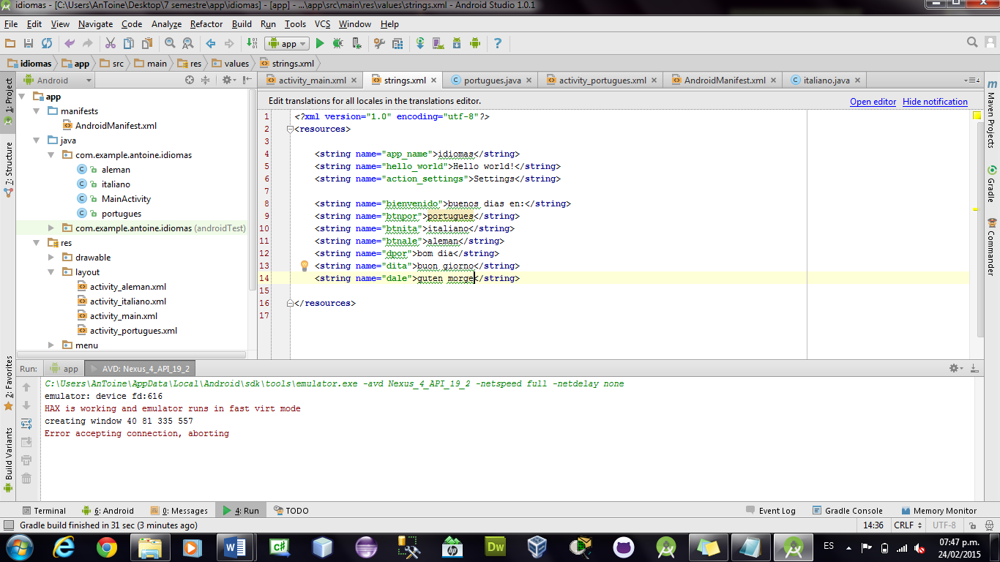 idiomas - [C:\Users\AnToine\Desktop\7 semestre\app\idiomas] - [app] - ...\app\src\main\res\values\strings.xml - Android Studio 1.0.1
File Edit View Navigate Code Analyze Refactor Build Run Tools VCS Window Help
app
idiomas app src main res values strings.xml
Android
activity_main.xml strings.xml portugues.java activity_portugues.xml AndroidManifest.xml italiano.java 4
Edit translations for all locales in the translations editor. Open editor Hide notification
1: Project
7: Structure
2: Favorites
Build Variants
app
manifests
AndroidManifest.xml
java
com.example.antoine.idiomas
aleman
italiano
MainActivity
portugues
com.example.antoine.idiomas (androidTest)
res
drawable
layout
activity_aleman.xml
activity_italiano.xml
activity_main.xml
activity_portugues.xml
menu
1 <?xml version="1.0" encoding="utf-8"?>
2 <resources>
3
4 <string name="app_name">idiomas</string>
5 <string name="hello_world">Hello world!</string>
6 <string name="action_settings">Settings</string>
7
8 <string name="bienvenido">buenos dias en:</string>
9 <string name="btnpor">portugues</string>
10 <string name="btnita">italiano</string>
11 <string name="btnale">aleman</string>
12 <string name="dpor">bom dia</string>
13 <string name="dita">buon giorno</string>
14 <string name="dale">guten morge</string>
15
16 </resources>
17
m Maven Projects
Gradle
Commander
Run: app AVD: Nexus_4_API_19_2
C:\Users\AnToine\AppData\Local\Android\sdk\tools\emulator.exe -avd Nexus_4_API_19_2 -netspeed full -netdelay none
emulator: device fd:616
HAX is working and emulator runs in fast virt mode
creating window 40 81 335 557
Error accepting connection, aborting
Terminal 6: Android 0: Messages 4: Run TODO Event Log Gradle Console Memory Monitor
Gradle build finished in 31 sec (3 minutes ago) 14:36 CRLF UTF-8
W C# hp Dw ES 07:47 p.m.
24/02/2015